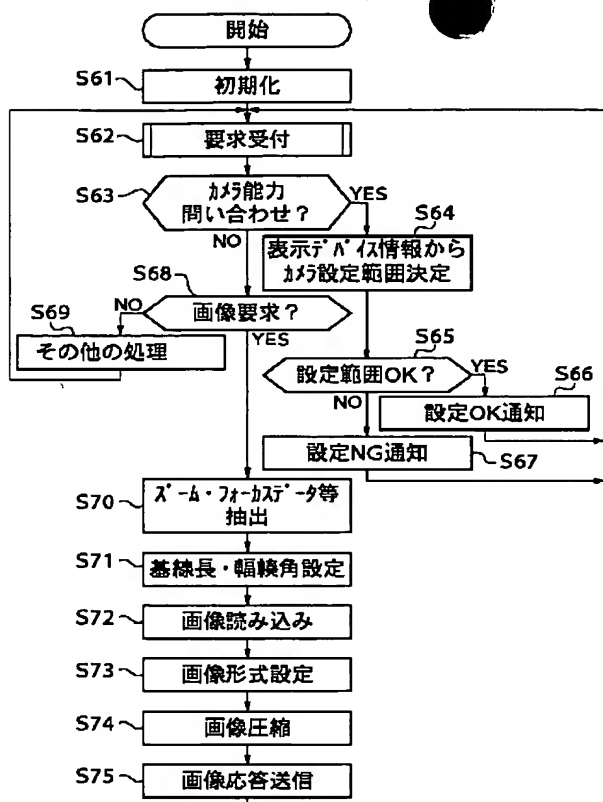 開始
S61
初期化
S62
要求受付
S63
カメラ能力
問い合わせ?
YES
NO
S64
表示デバイス情報から
カメラ設定範囲決定
S68
画像要求?
NO
YES
S69
その他の処理
S65
設定範囲OK?
YES
NO
S66
設定OK通知
設定NG通知
S67
S70
ズーム・フォーカスデータ等
抽出
S71
基線長・輻輳角設定
S72
画像読み込み
S73
画像形式設定
S74
画像圧縮
S75
画像応答送信